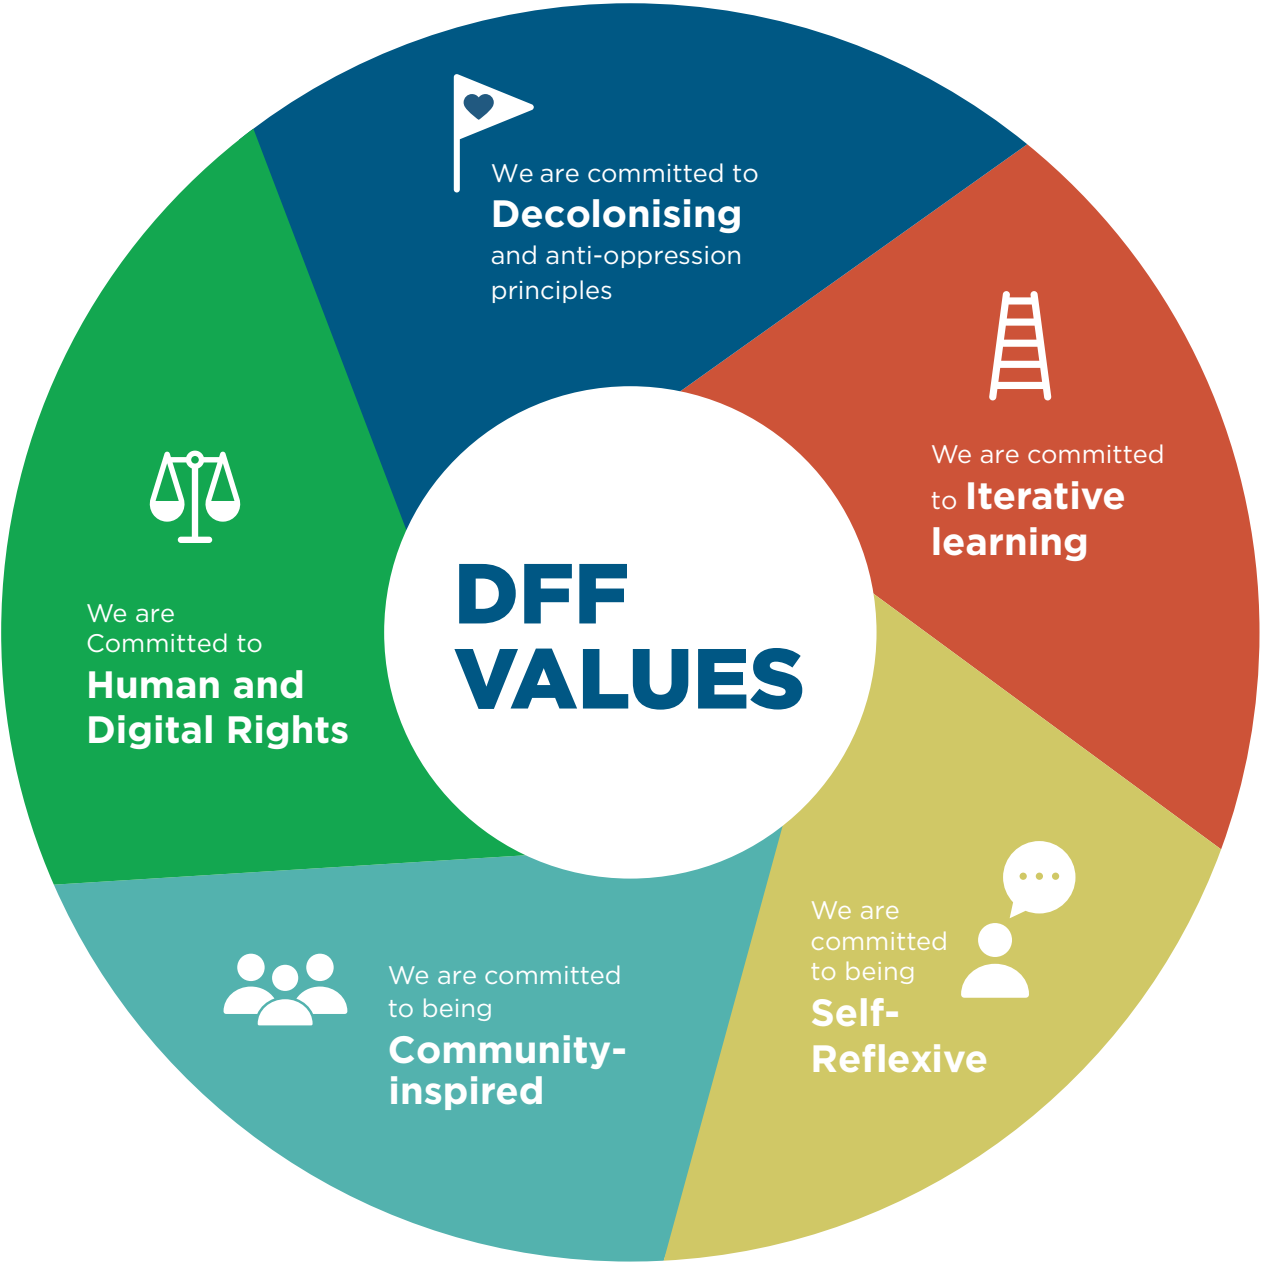 We are committed to
Decolonising
and anti-oppression
principles
We are committed
to Iterative
learning
We are
committed
to being
Self-
Reflexive
We are committed
to being
Community-
inspired
We are
Committed to
Human and
Digital Rights
DFF
VALUES